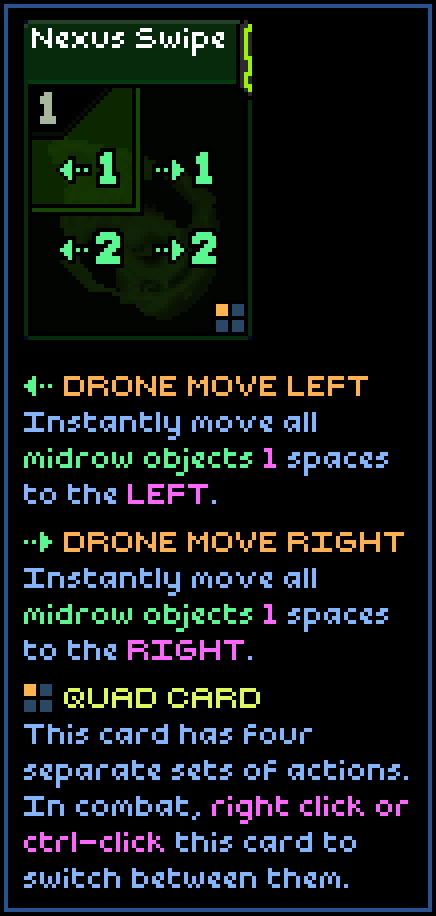 Nexus Swipe
1
1 1
2 2
DRONE MOVE LEFT
Instantly move all
midrow objects 1 spaces
to the LEFT.
DRONE MOVE RIGHT
Instantly move all
midrow objects 1 spaces
to the RIGHT.
QUAD CARD
This card has four
separate sets of actions.
In combat, right click or
ctrl-click this card to
switch between them.